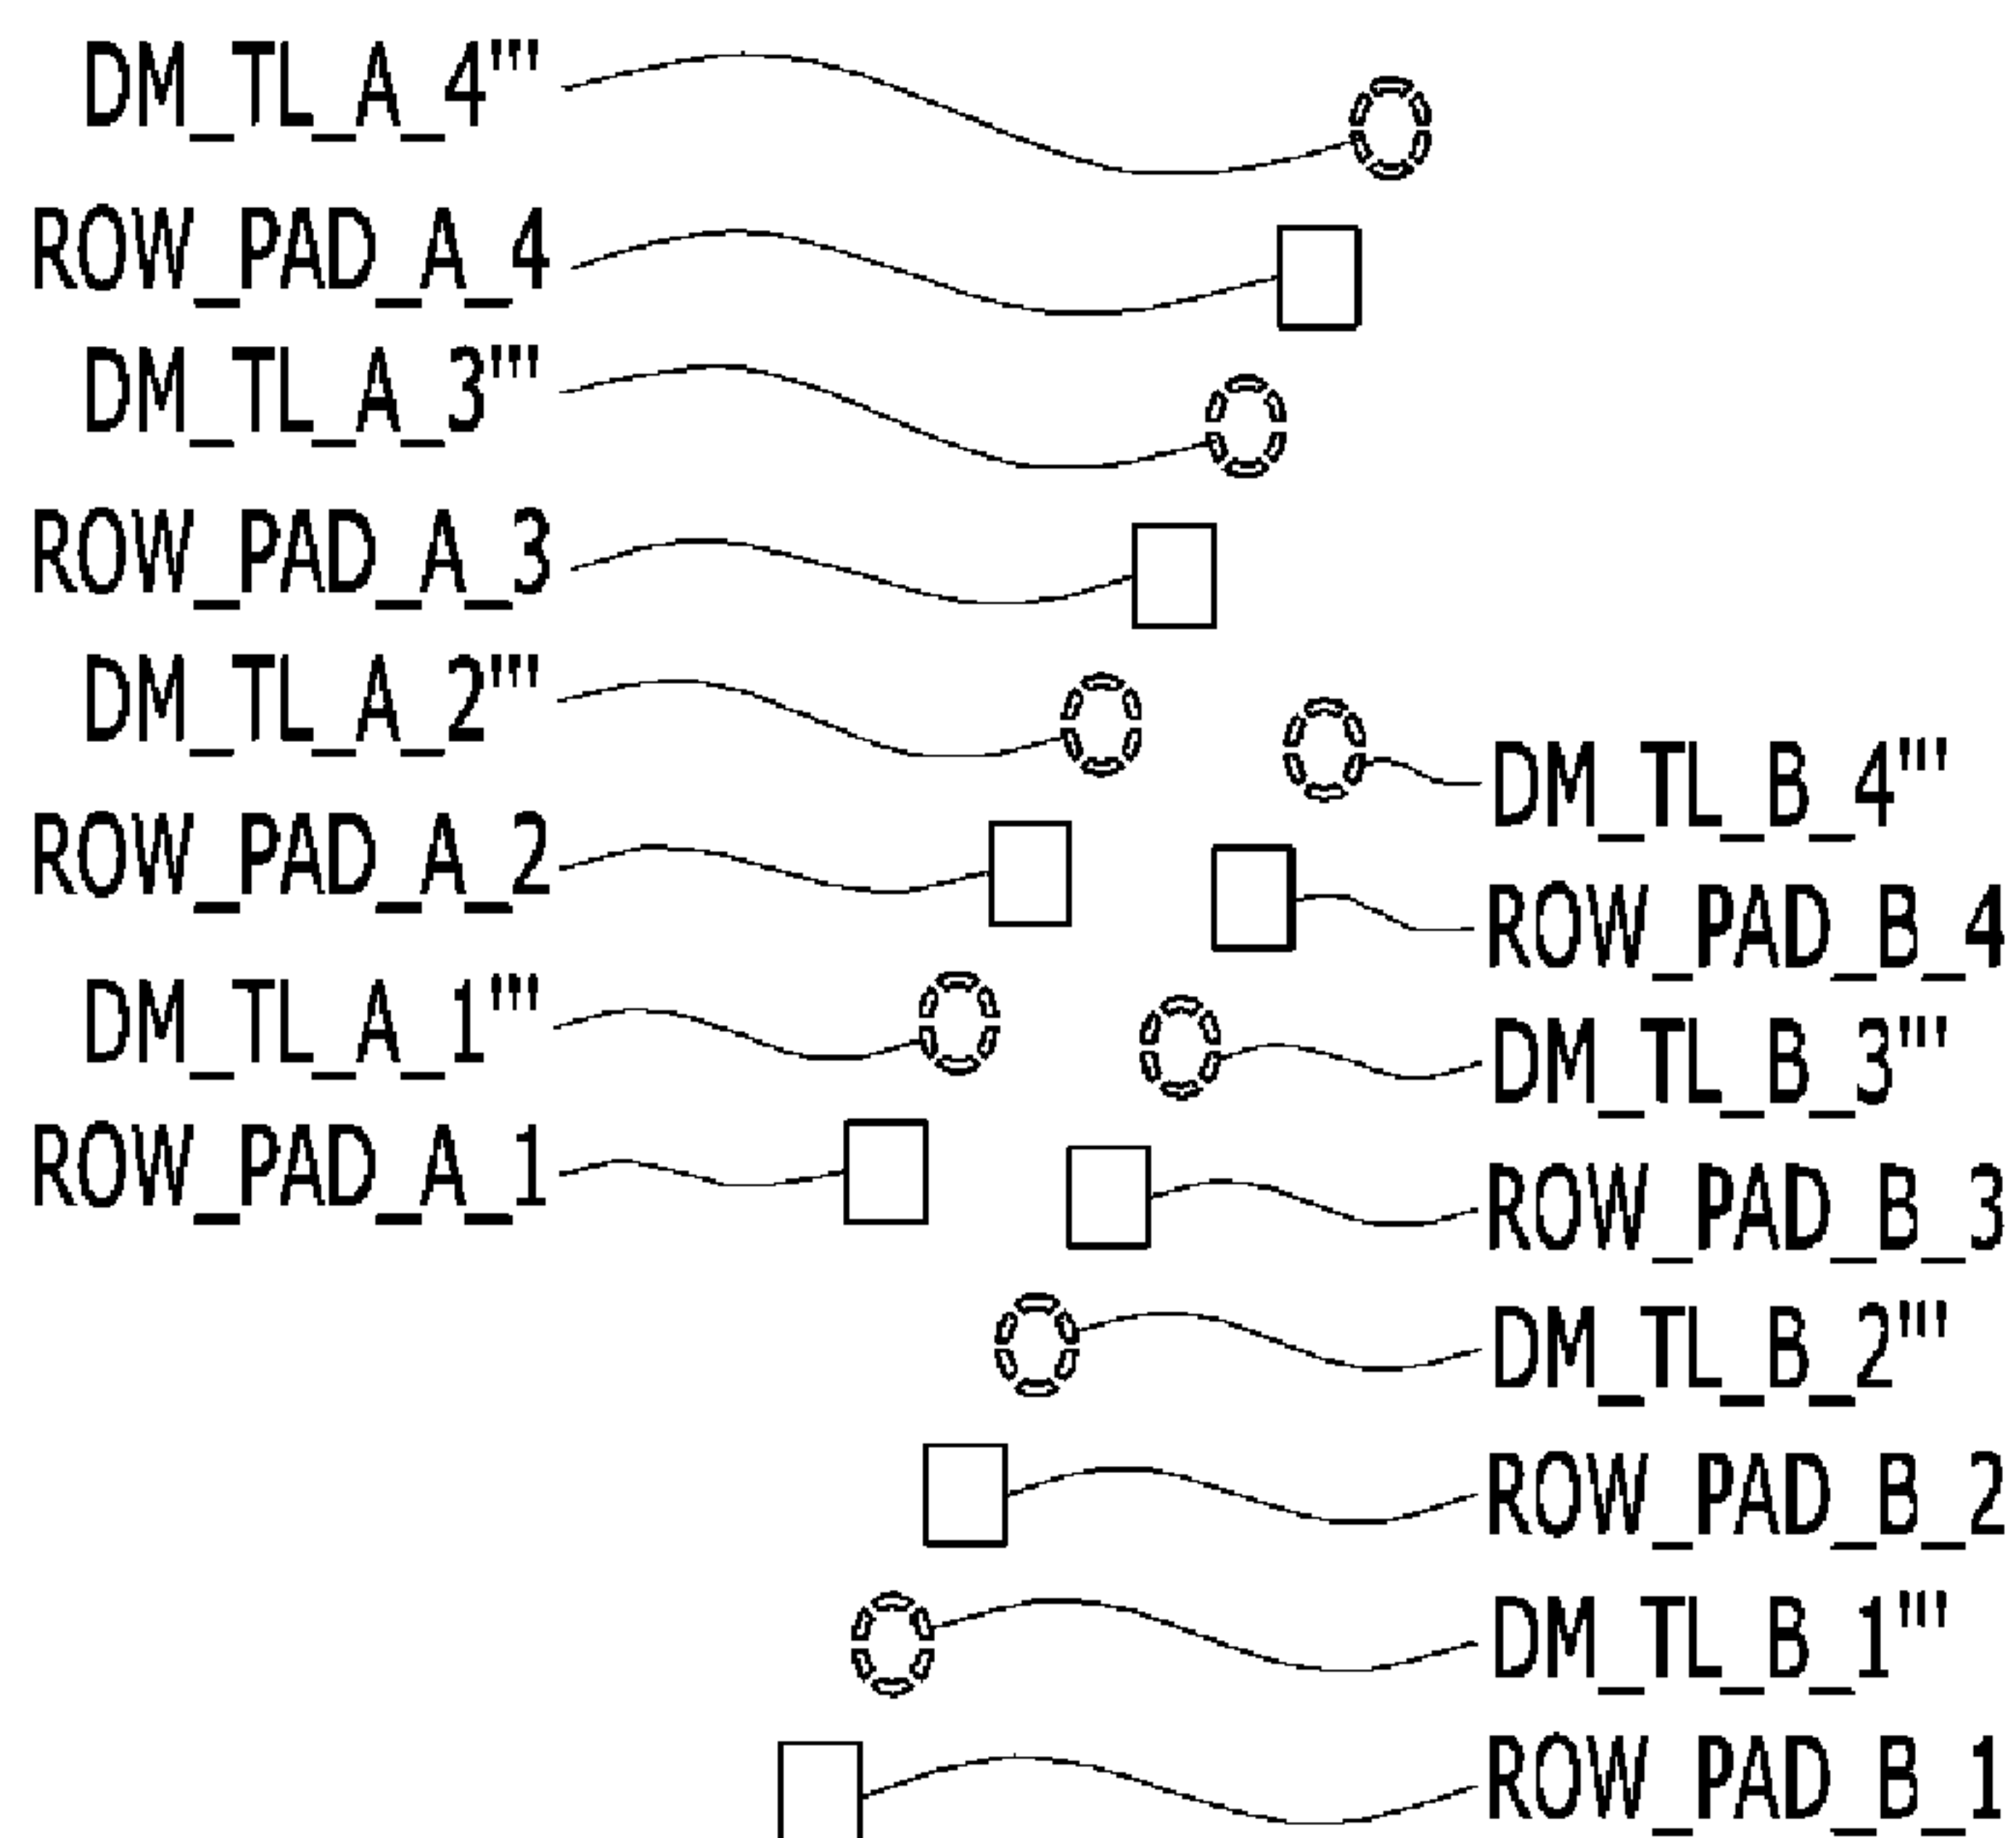 DM_TL_A_4'''
ROW_PAD_A_4
DM_TL_A_3'''
ROW_PAD_A_3
DM_TL_A_2'''
ROW_PAD_A_2
DM_TL_A_1'''
ROW_PAD_A_1
DM_TL_B_4'''
ROW_PAD_B_4
DM_TL_B_3'''
ROW_PAD_B_3
DM_TL_B_2'''
ROW_PAD_B_2
DM_TL_B_1'''
ROW_PAD_B_1